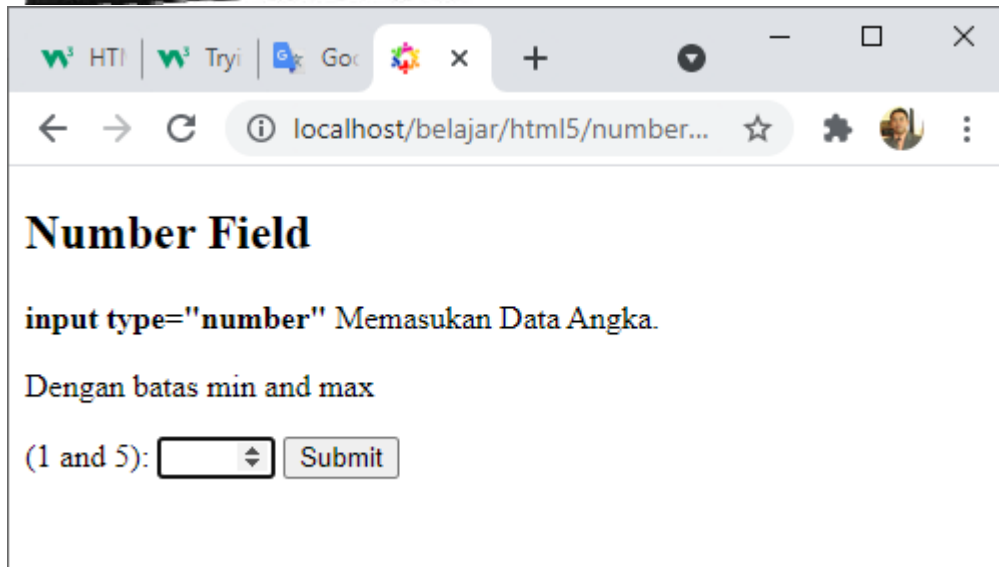 HTM Tryi Goo
localhost/belajar/html5/number...
Number Field
input type="number" Memasukan Data Angka.
Dengan batas min and max
(1 and 5): Submit